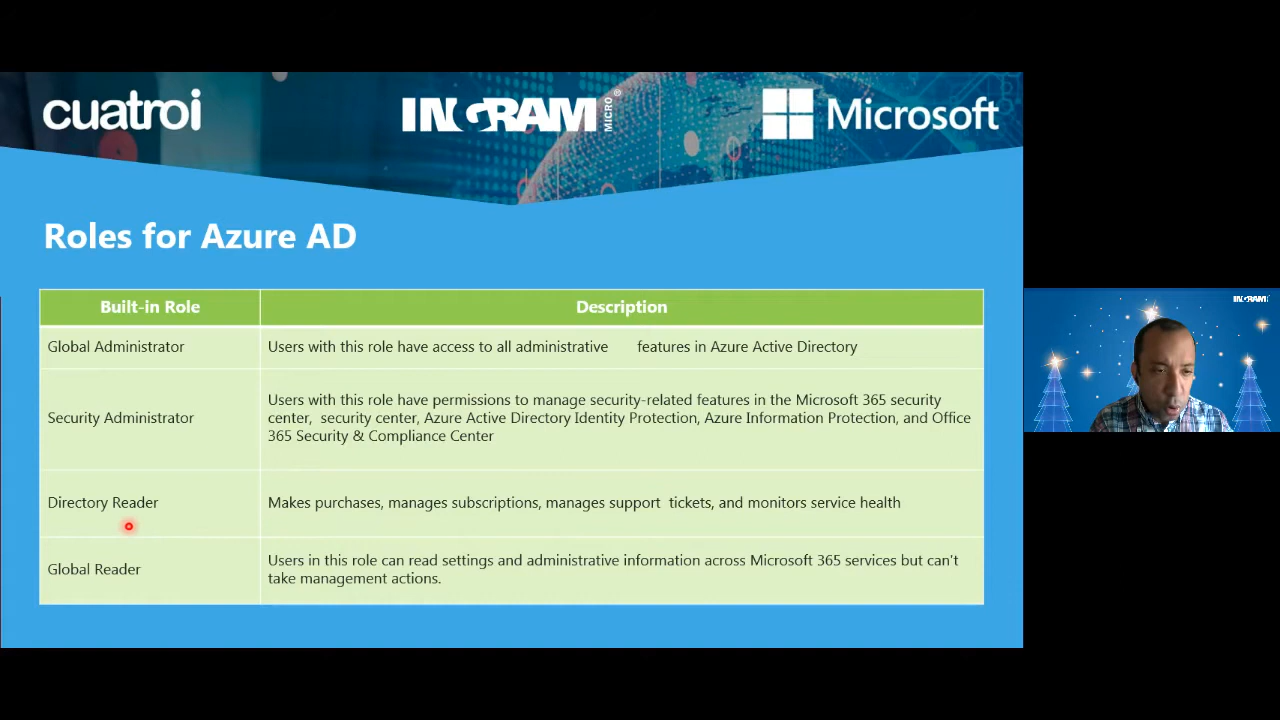 cuatroi
INGRAM MICRO®
Microsoft
Roles for Azure AD
Built-in Role
Description
Global Administrator
Users with this role have access to all administrative features in Azure Active Directory
Security Administrator
Users with this role have permissions to manage security-related features in the Microsoft 365 security
center, security center, Azure Active Directory Identity Protection, Azure Information Protection, and Office
365 Security & Compliance Center
Directory Reader
Makes purchases, manages subscriptions, manages support tickets, and monitors service health
Global Reader
Users in this role can read settings and administrative information across Microsoft 365 services but can't
take management actions.
INGRAM